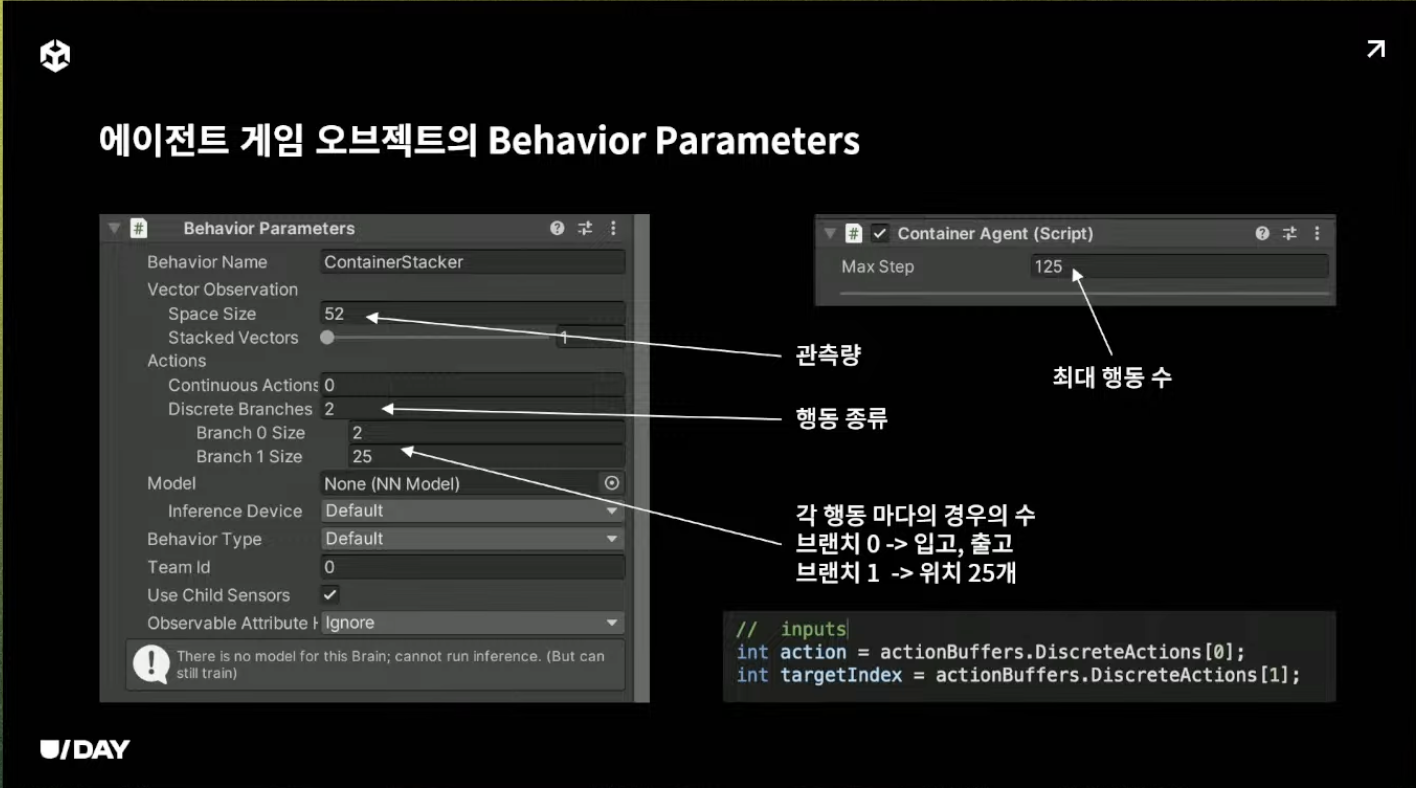 에이전트 게임 오브젝트의 Behavior Parameters
# Behavior Parameters
Behavior Name ContainerStacker
Vector Observation
Space Size 52
Stacked Vectors 1
Actions
Continuous Actions 0
Discrete Branches 2
Branch 0 Size 2
Branch 1 Size 25
Model None (NN Model)
Inference Device Default
Behavior Type Default
Team Id 0
Use Child Sensors
Observable Attribute H Ignore
There is no model for this Brain; cannot run inference. (But can
still train)
# Container Agent (Script)
Max Step 125
최대 행동 수
관측량
행동 종류
각 행동 마다의 경우의 수
브랜치 0 -> 입고, 출고
브랜치 1 -> 위치 25개
// inputs
int action = actionBuffers.DiscreteActions[0];
int targetIndex = actionBuffers.DiscreteActions[1];
U/DAY